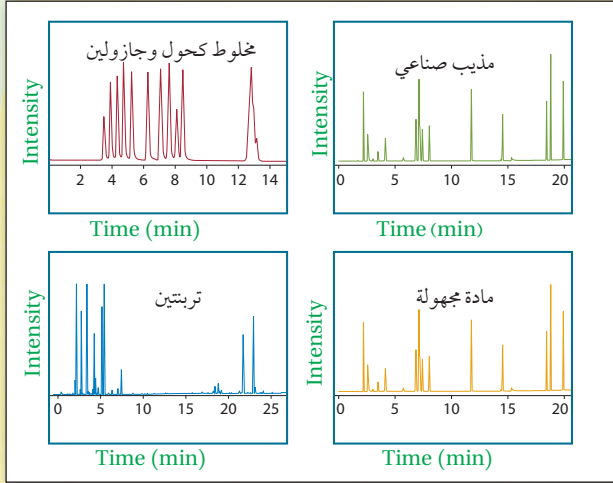 مخلوط كحول وجازولين
Intensity
2 4 6 8 10 12 14
Time (min)
مذيب صناعي
Intensity
0 5 10 15 20
Time (min)
تربنتين
Intensity
0 5 10 15 20 25
Time (min)
مادة مجهولة
Intensity
0 5 10 15 20
Time (min)